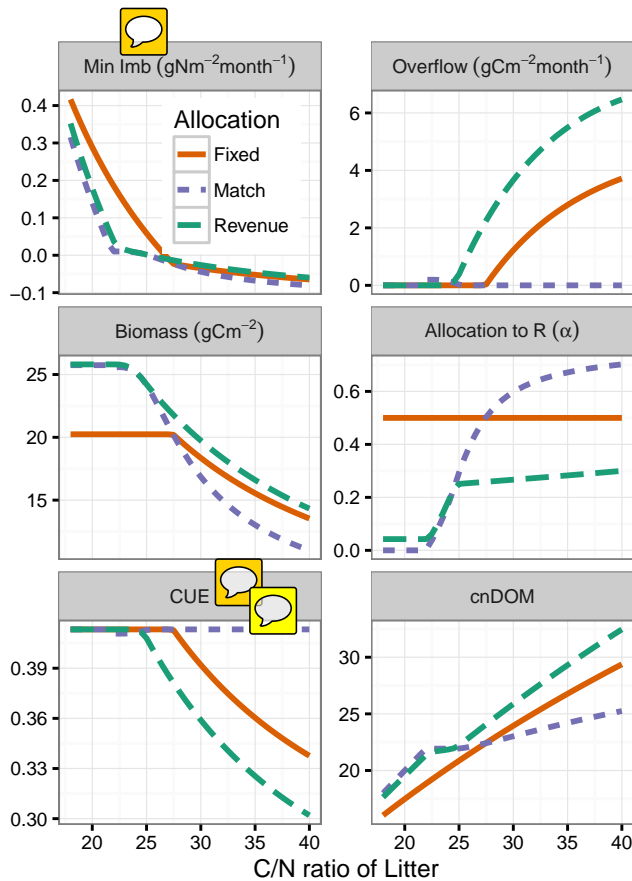 Min Imb (gNm⁻²month⁻¹)
Overflow (gCm⁻²month⁻¹)
0.4
0.3
0.2
0.1
0.0
−0.1
Allocation
Fixed
Match
Revenue
6
4
2
0
Biomass (gCm⁻²)
Allocation to R (α)
25
20
15
0.6
0.4
0.2
0.0
CUE
cnDOM
0.39
0.36
0.33
0.30
30
25
20
20 25 30 35 40
20 25 30 35 40
C/N ratio of Litter